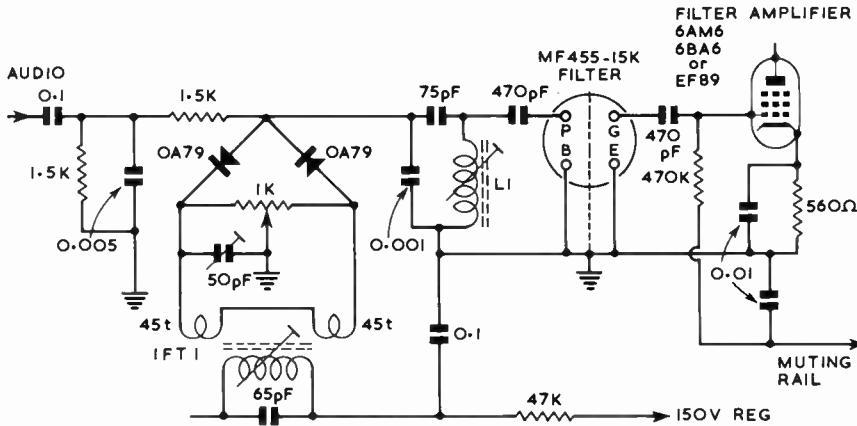 FILTER AMPLIFIER
6AM6
6BA6
or
EF89
MF455-15K
FILTER
AUDIO
0.1
1.5K
75pF
470pF
P
B
G
E
470
pF
470K
OA79
OA79
1.5K
1K
L1
560Ω
0.005
0.001
50pF
0.01
45t
45t
IFT1
0.1
65pF
47K
150V REG
MUTING
RAIL